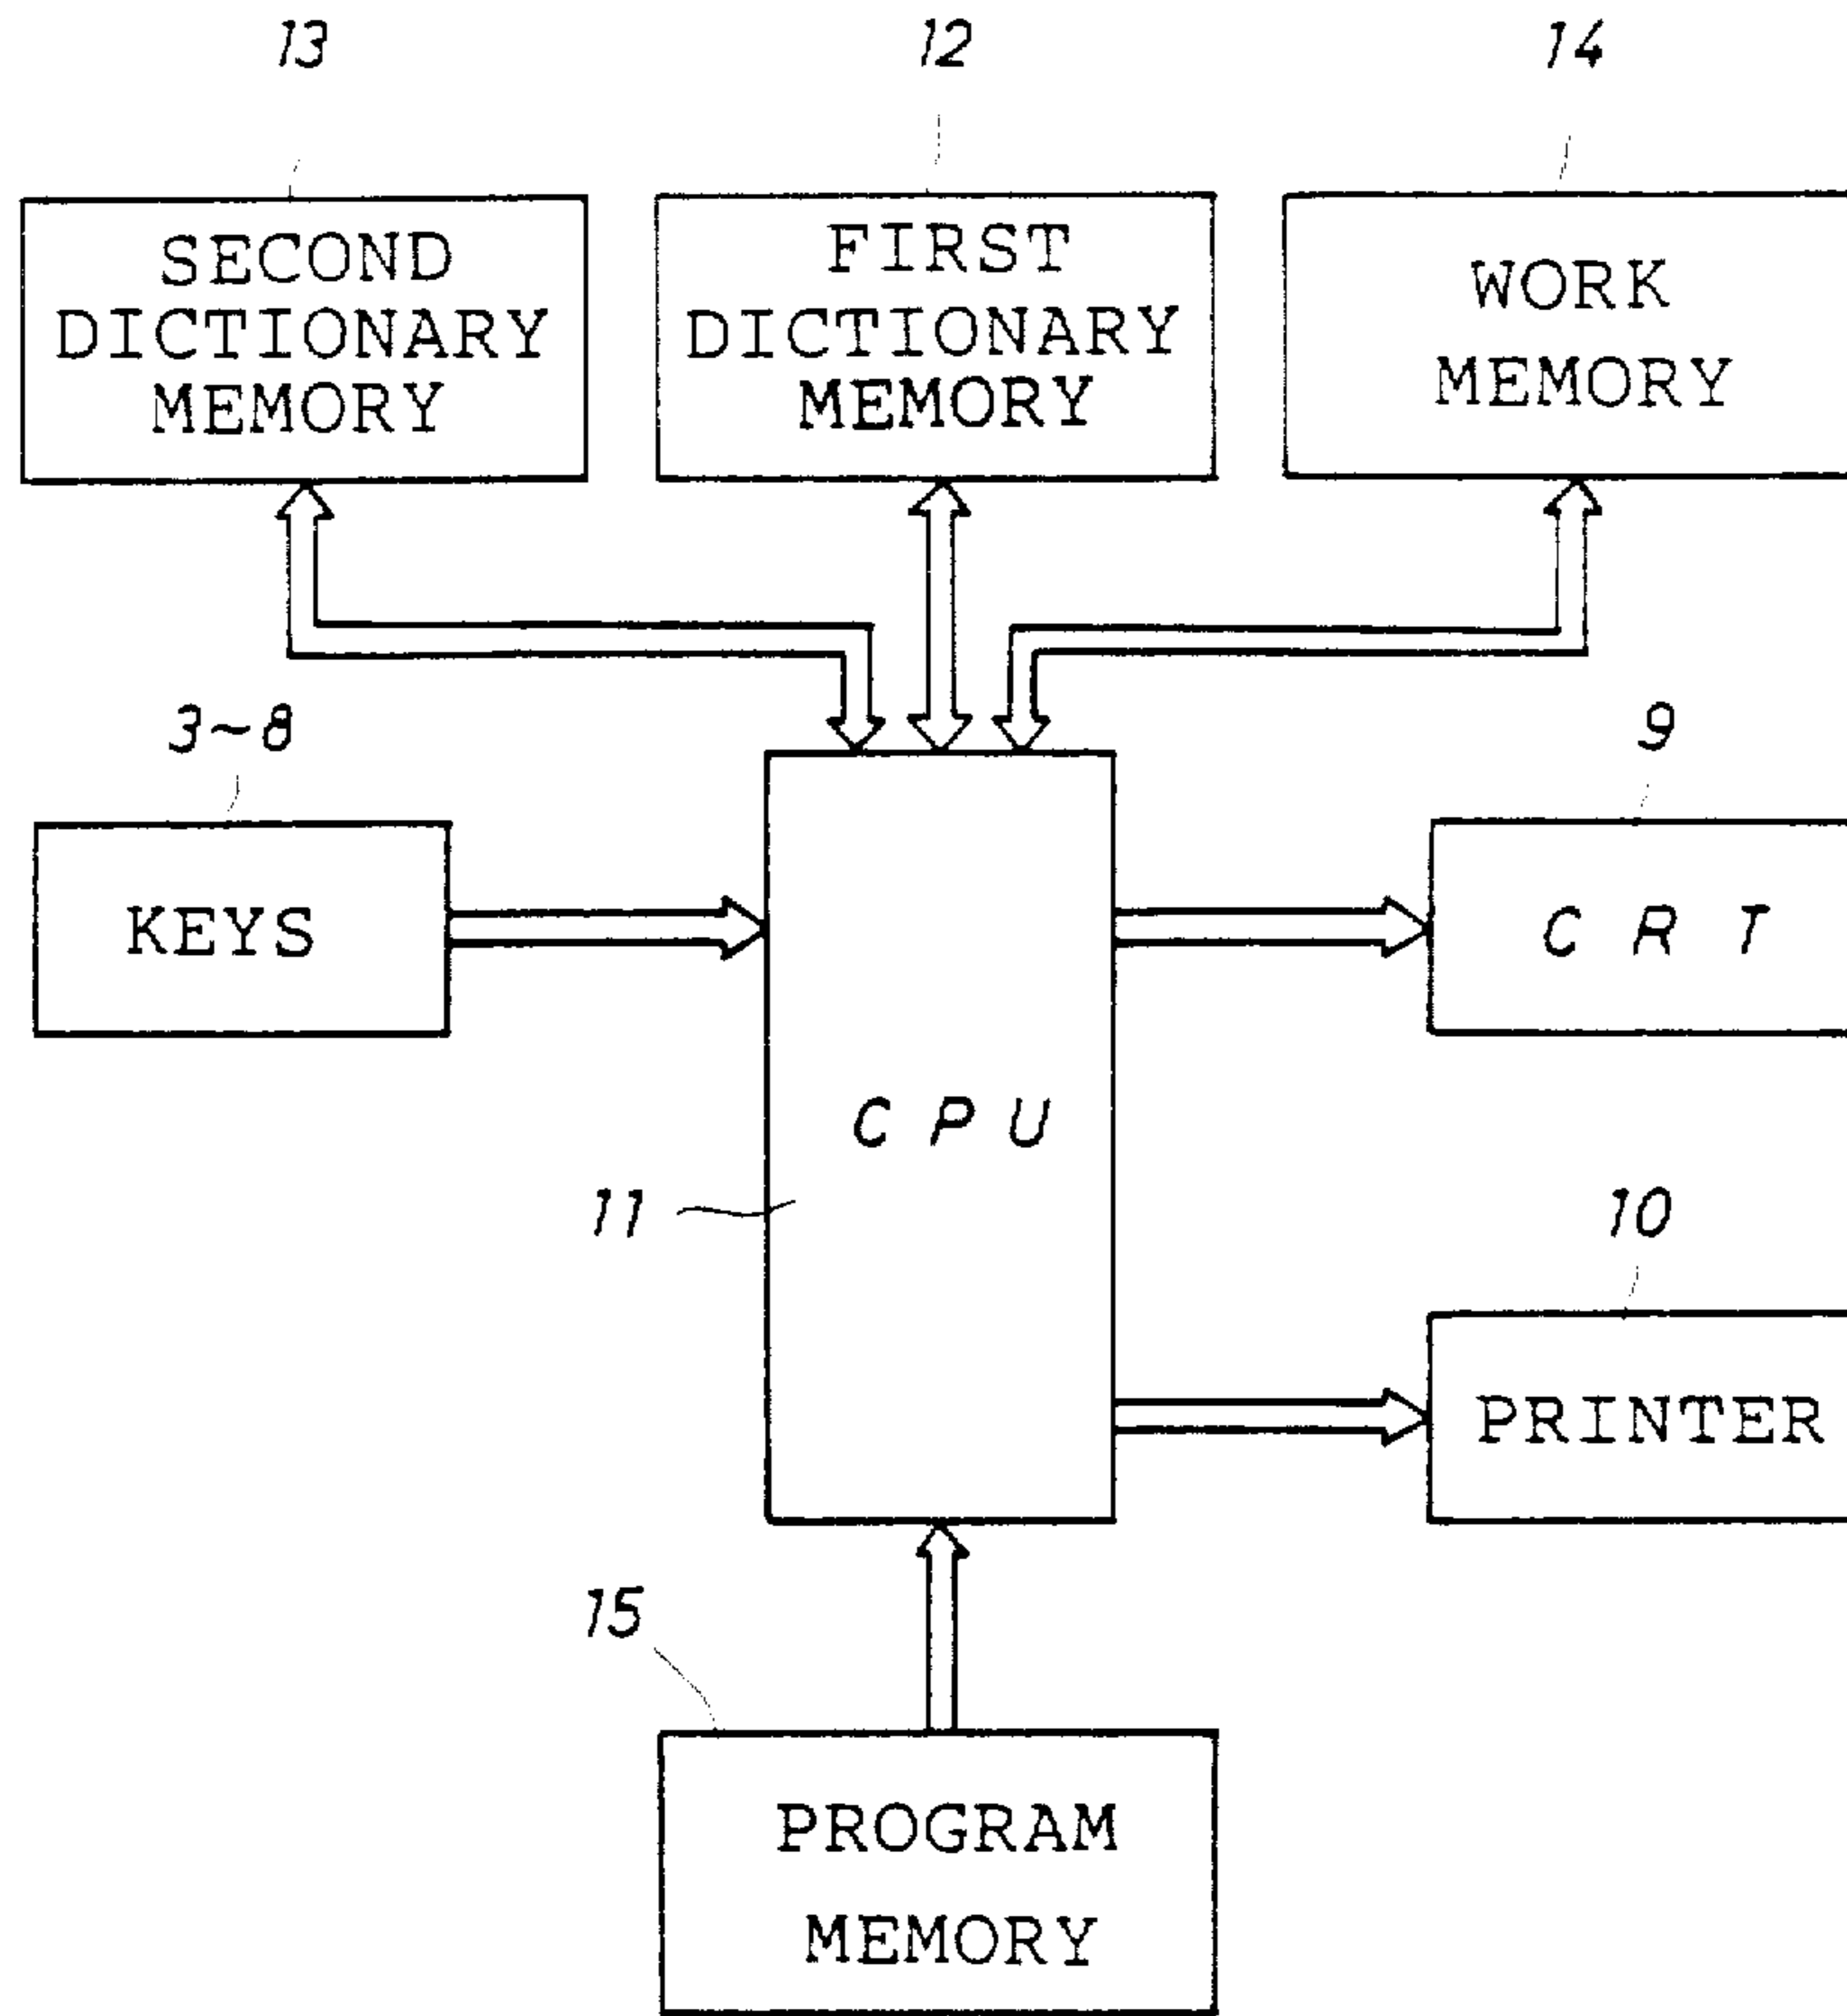 13
12
14
SECOND
DICTIONARY
MEMORY
FIRST
DICTIONARY
MEMORY
WORK
MEMORY
3~8
9
KEYS
C R T
C P U
11
10
PRINTER
15
PROGRAM
MEMORY